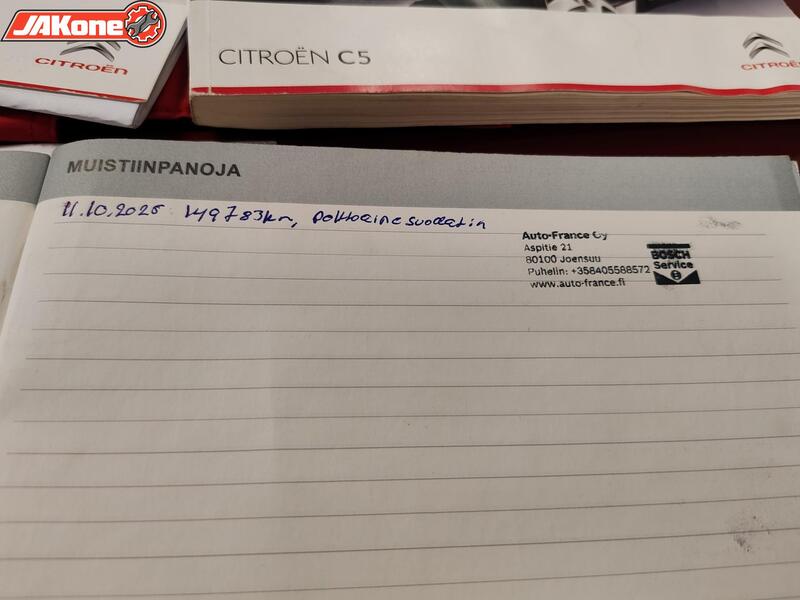 JAKone
CITROËN
CITROËN C5
CITROËN
MUISTIINPANOJA
11.10.2025 149783km, Polttoainesuodatin
Auto-France Oy
Aspitie 21
80100 Joensuu
Puhelin: +358405588572
www.auto-france.fi
BOSCH
Service